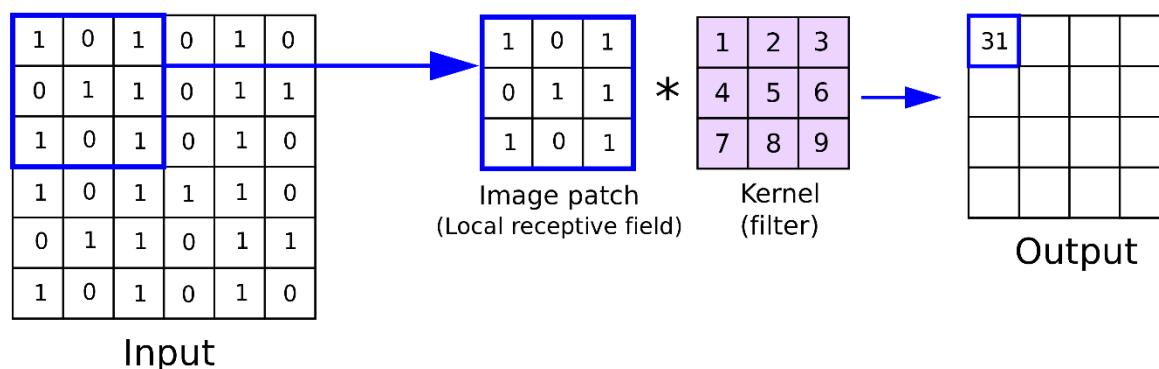 1 0 1 0 1 0
0 1 1 0 1 1
1 0 1 0 1 0
1 0 1 1 1 0
0 1 1 0 1 1
1 0 1 0 1 0
Input
1 0 1
0 1 1
1 0 1
Image patch
(Local receptive field)
*
1 2 3
4 5 6
7 8 9
Kernel
(filter)
31
Output